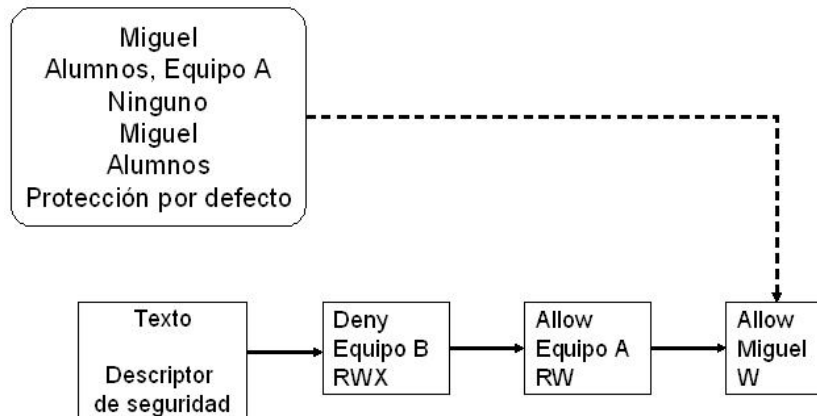 Miguel
Alumnos, Equipo A
Ninguno
Miguel
Alumnos
Protección por defecto
Texto
Descriptor
de seguridad
Deny
Equipo B
RWX
Allow
Equipo A
RW
Allow
Miguel
W